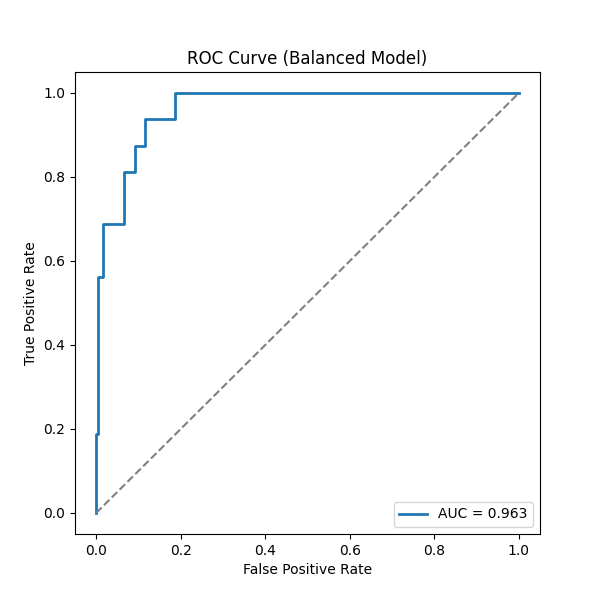 ROC Curve (Balanced Model)
1.0
0.8
0.6
0.4
0.2
0.0
True Positive Rate
AUC = 0.963
0.0 0.2 0.4 0.6 0.8 1.0
False Positive Rate